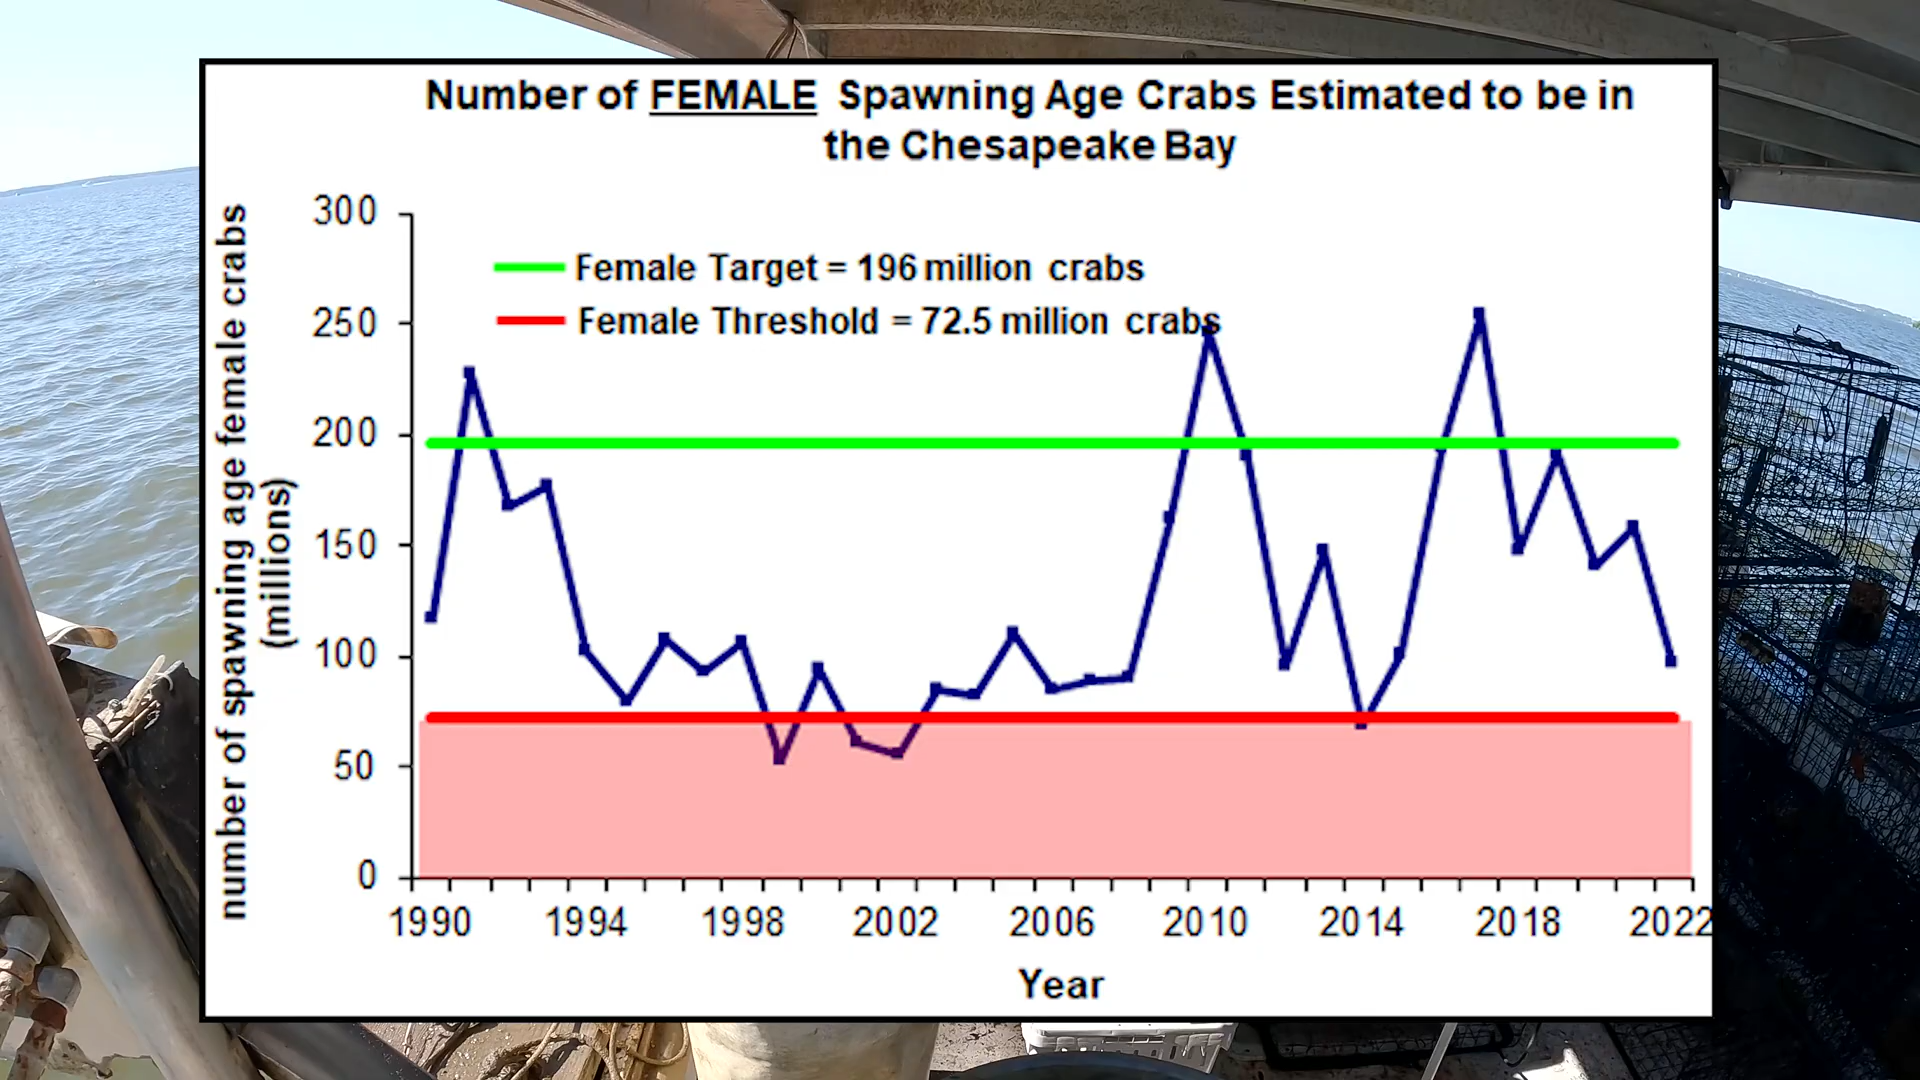 Number of FEMALE Spawning Age Crabs Estimated to be in
the Chesapeake Bay
number of spawning age female crabs
(millions)
300
250
200
150
100
50
0
Female Target = 196 million crabs
Female Threshold = 72.5 million crabs
1990 1994 1998 2002 2006 2010 2014 2018 2022
Year